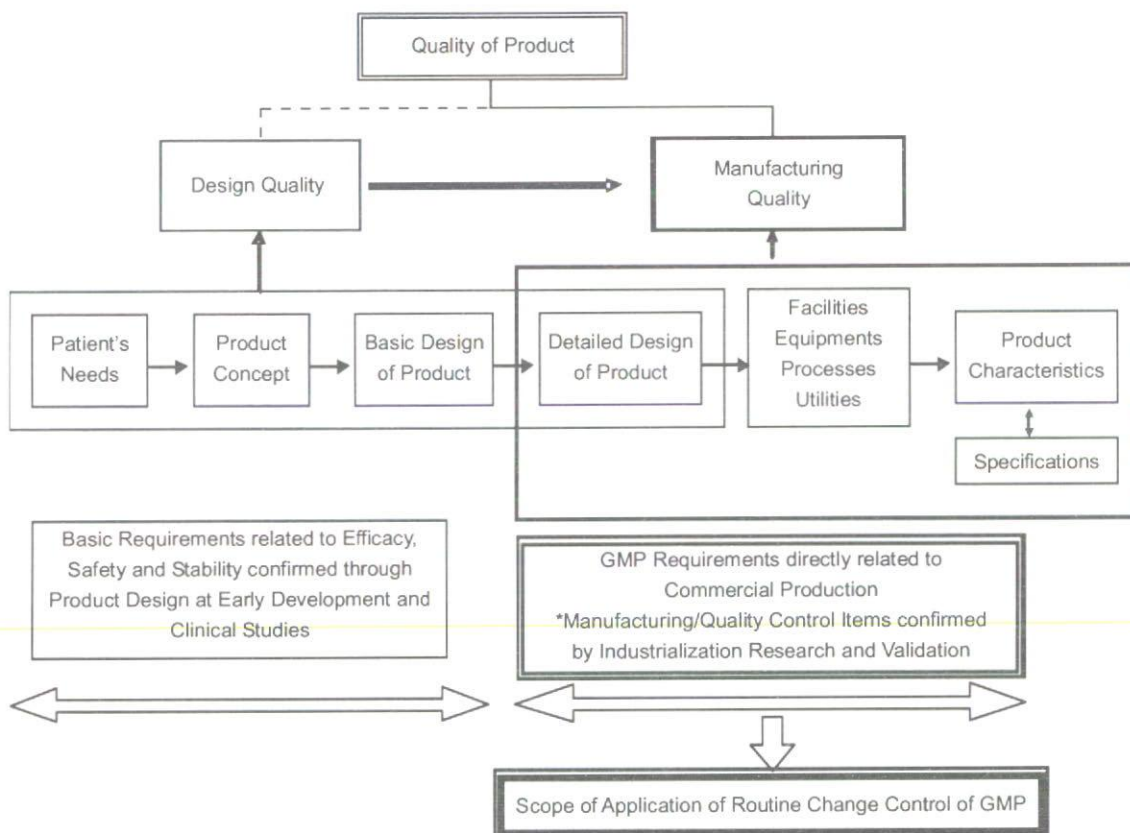 Quality of Product
Design Quality
Manufacturing
Quality
Patient's
Needs
Product
Concept
Basic Design
of Product
Detailed Design
of Product
Facilities
Equipments
Processes
Utilities
Product
Characteristics
Specifications
Basic Requirements related to Efficacy,
Safety and Stability confirmed through
Product Design at Early Development and
Clinical Studies
GMP Requirements directly related to
Commercial Production
*Manufacturing/Quality Control Items confirmed
by Industrialization Research and Validation
Scope of Application of Routine Change Control of GMP